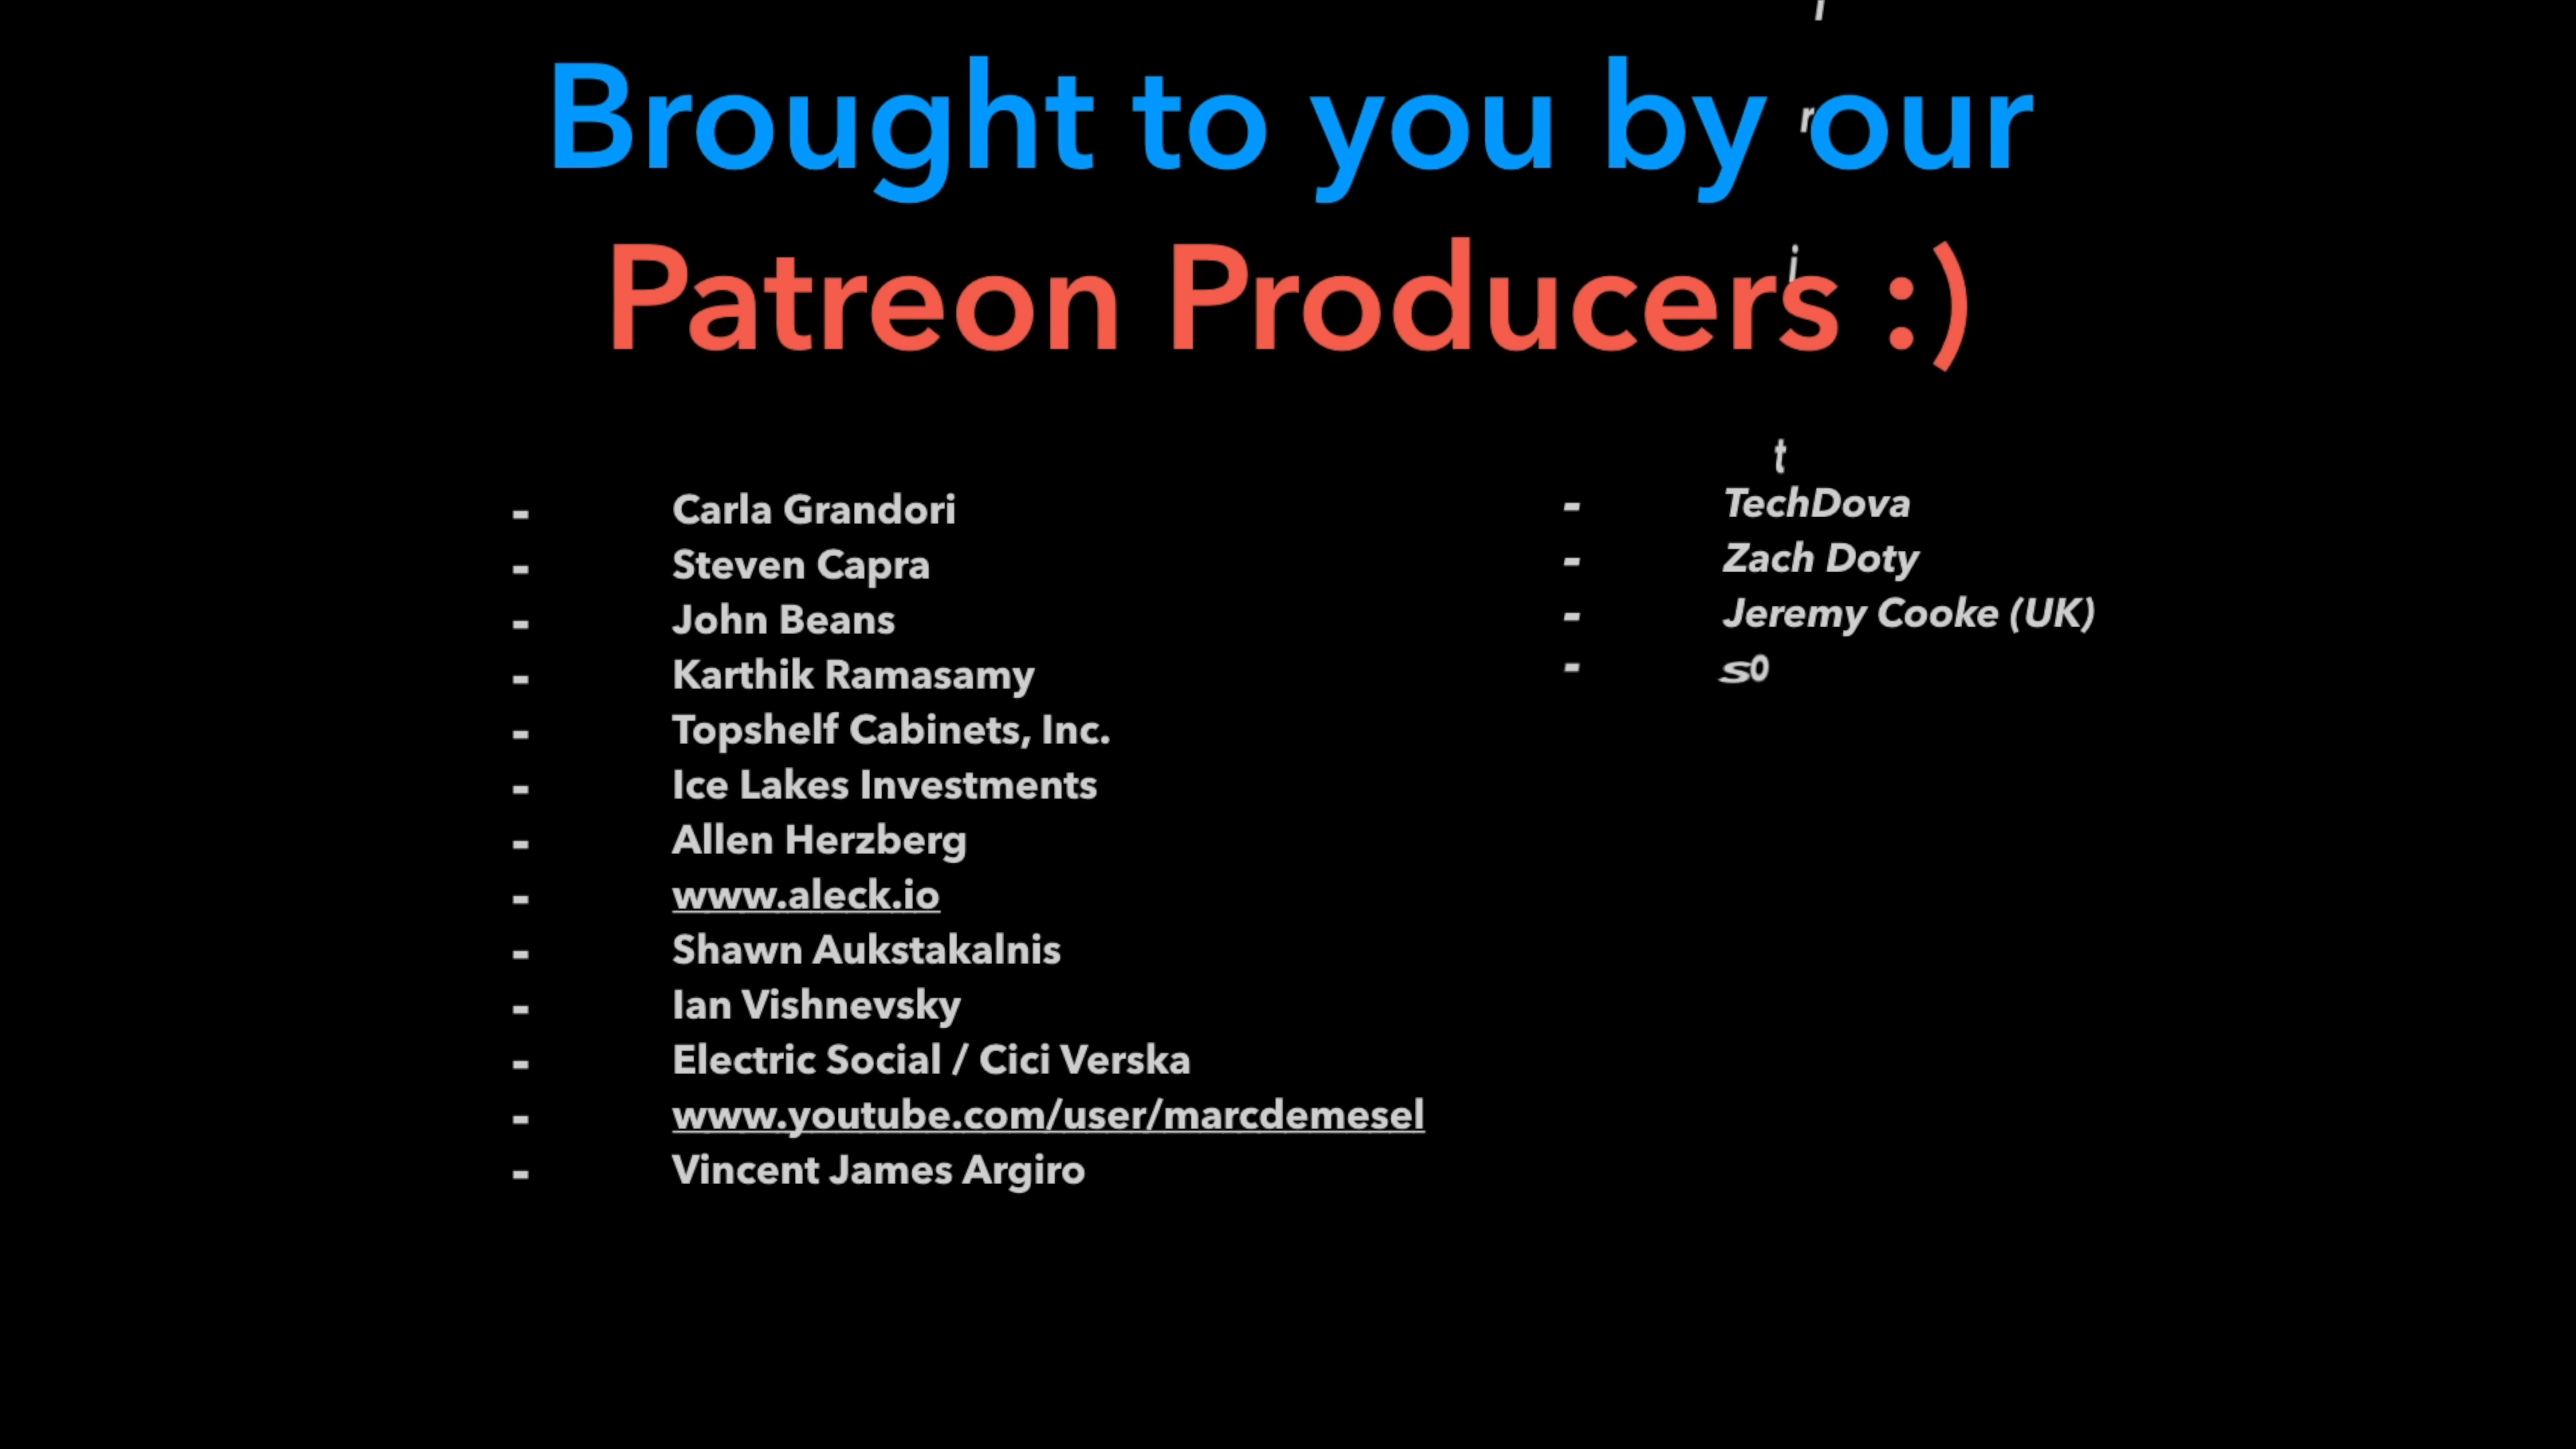 Brought to you by our
Patreon Producers :)
- Carla Grandori
- Steven Capra
- John Beans
- Karthik Ramasamy
- Topshelf Cabinets, Inc.
- Ice Lakes Investments
- Allen Herzberg
- www.aleck.io
- Shawn Aukstakalnis
- Ian Vishnevsky
- Electric Social / Cici Verska
- www.youtube.com/user/marcdemesel
- Vincent James Argiro
- TechDova
- Zach Doty
- Jeremy Cooke (UK)
- so
t
i
r